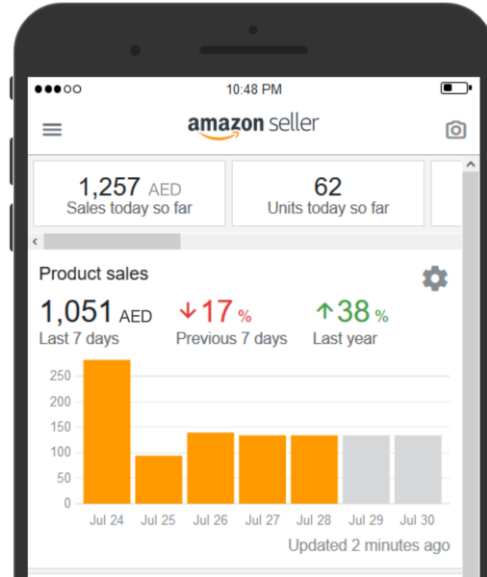 10:48 PM
amazon seller
1,257 AED
Sales today so far
62
Units today so far
Product sales
1,051 AED
Last 7 days
↓17 %
Previous 7 days
↑38 %
Last year
250
200
150
100
50
0
Jul 24 Jul 25 Jul 26 Jul 27 Jul 28 Jul 29 Jul 30
Updated 2 minutes ago